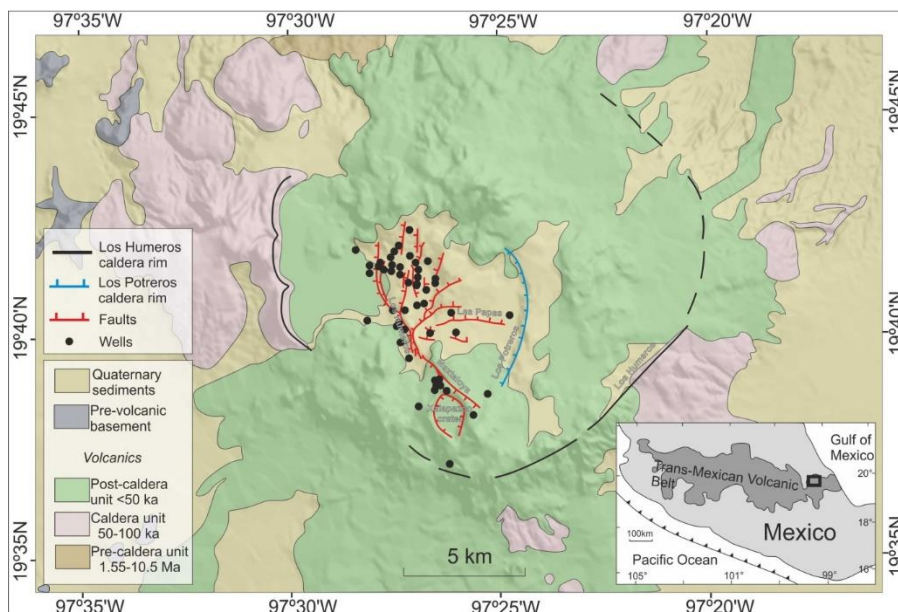 97°35'W 97°30'W 97°25'W 97°20'W
19°45'N
19°45'N
19°40'N
19°40'N
19°35'N
19°35'N
Los Humeros
caldera rim
Los Potreros
caldera rim
Faults
Wells
Quaternary
sediments
Pre-volcanic
basement
Volcanics
Post-caldera
unit <50 ka
Caldera unit
50-100 ka
Pre-caldera unit
1.55-10.5 Ma
Las Papas
Los Potreros
Los Humeros
crater
5 km
Gulf of
Mexico
Trans-Mexican Volcanic
Belt
Mexico
Pacific Ocean
100km
20°
18°
16°
105° 101° 99°
97°35'W 97°30'W 97°25'W 97°20'W